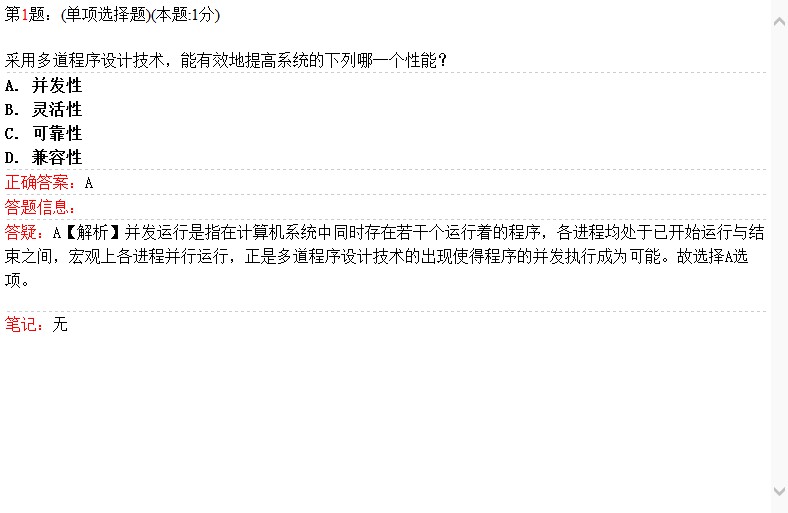 第1题：(单项选择题)(本题:1分)
采用多道程序设计技术，能有效地提高系统的下列哪一个性能？
A. 并发性
B. 灵活性
C. 可靠性
D. 兼容性
正确答案：A
答题信息：
答疑：A【解析】并发运行是指在计算机系统中同时存在若干个运行着的程序，各进程均处于已开始运行与结
束之间，宏观上各进程并行运行，正是多道程序设计技术的出现使得程序的并发执行成为可能。故选择A选
项。
笔记：无